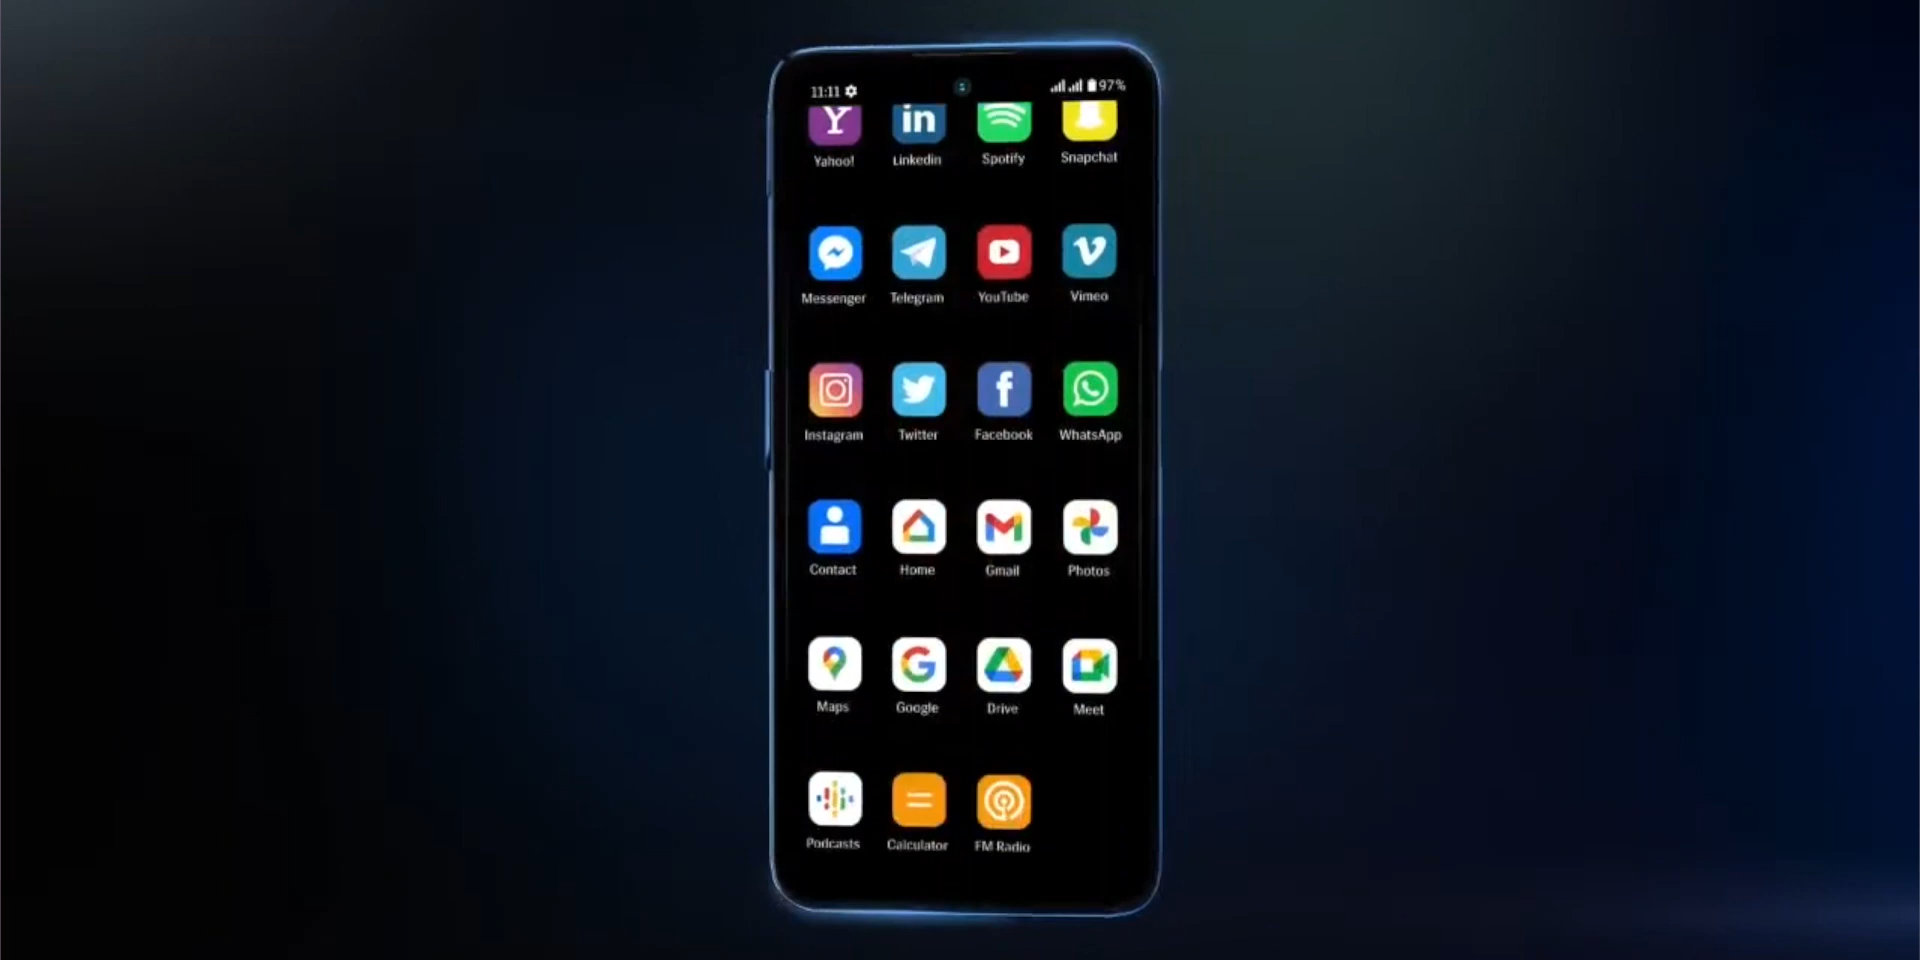 11:11 97%
Yahoo! Linkedin Spotify Snapchat
Messenger Telegram YouTube Vimeo
Instagram Twitter Facebook WhatsApp
Contact Home Gmail Photos
Maps Google Drive Meet
Podcasts Calculator FM Radio